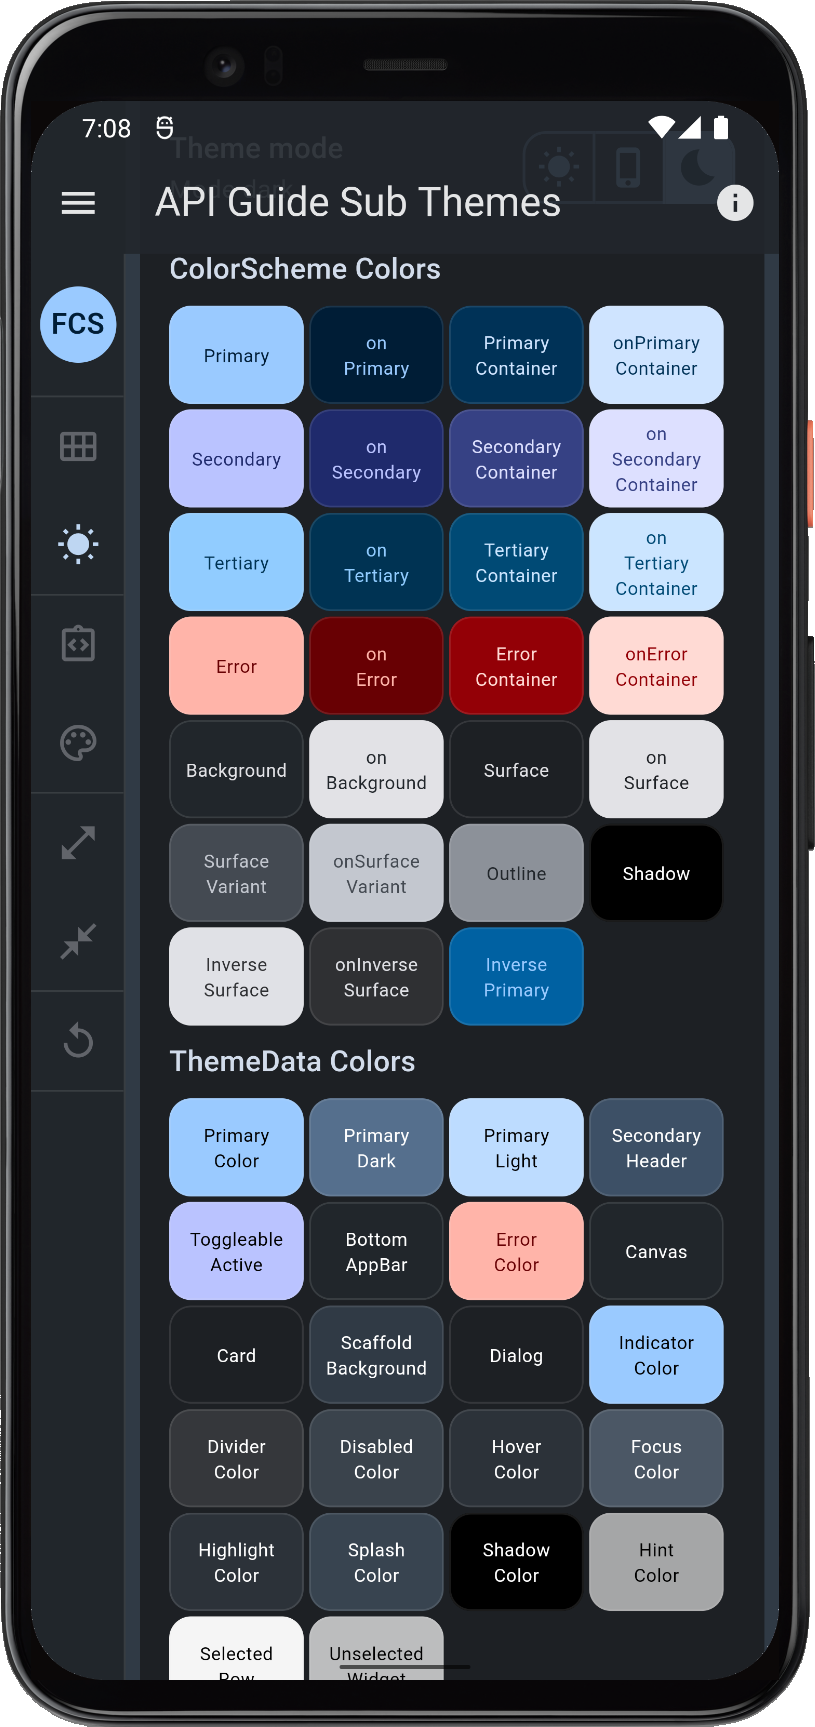 7:08
Theme mode
Mode dark
API Guide Sub Themes
FCS
ColorScheme Colors
Primary
on
Primary
Primary
Container
onPrimary
Container
Secondary
on
Secondary
Secondary
Container
on
Secondary
Container
Tertiary
on
Tertiary
Tertiary
Container
on
Tertiary
Container
Error
on
Error
Error
Container
onError
Container
Background
on
Background
Surface
on
Surface
Surface
Variant
onSurface
Variant
Outline
Shadow
Inverse
Surface
onInverse
Surface
Inverse
Primary
ThemeData Colors
Primary
Color
Primary
Dark
Primary
Light
Secondary
Header
Toggleable
Active
Bottom
AppBar
Error
Color
Canvas
Card
Scaffold
Background
Dialog
Indicator
Color
Divider
Color
Disabled
Color
Hover
Color
Focus
Color
Highlight
Color
Splash
Color
Shadow
Color
Hint
Color
Selected
Row
Unselected
Widget